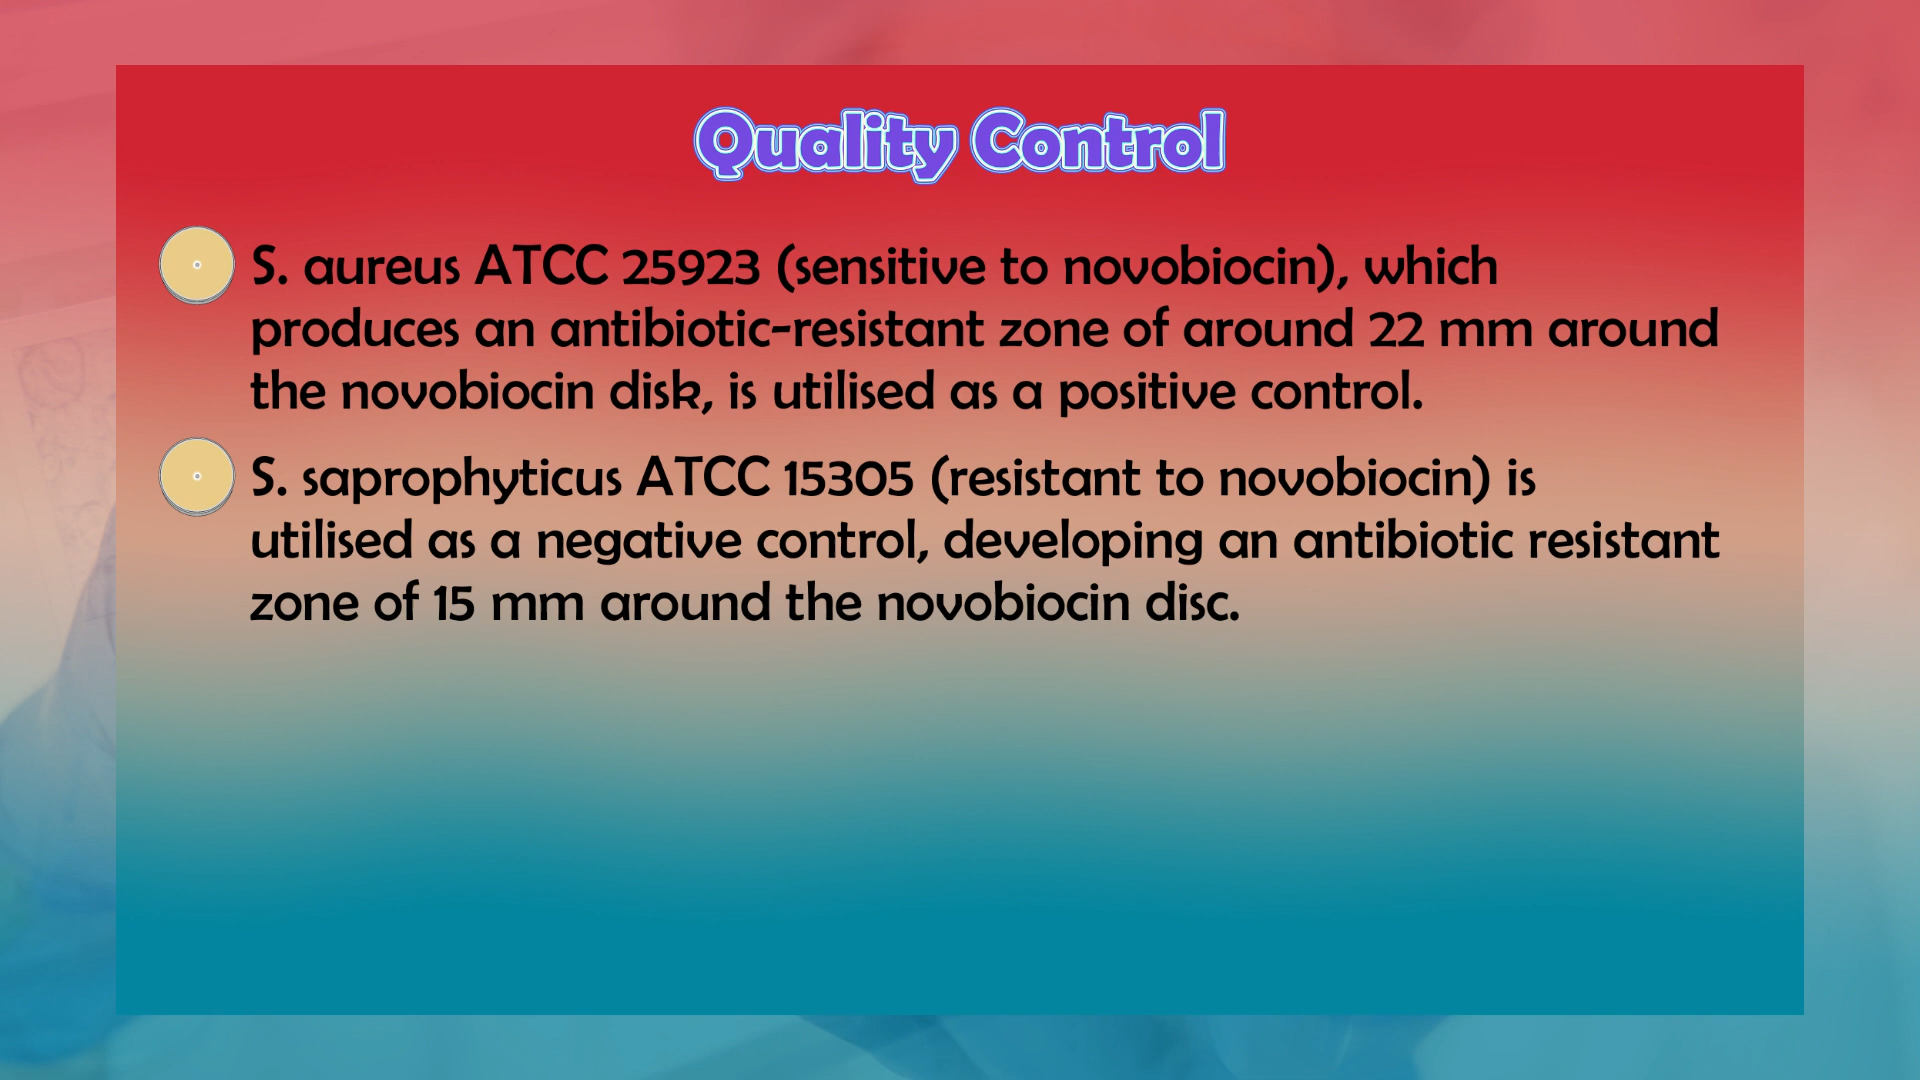 Quality Control
S. aureus ATCC 25923 (sensitive to novobiocin), which
produces an antibiotic-resistant zone of around 22 mm around
the novobiocin disk, is utilised as a positive control.
S. saprophyticus ATCC 15305 (resistant to novobiocin) is
utilised as a negative control, developing an antibiotic resistant
zone of 15 mm around the novobiocin disc.